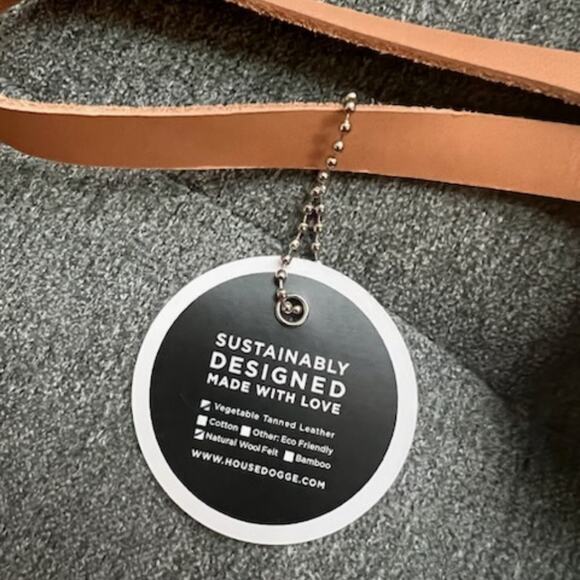 SUSTAINABLY
DESIGNED
MADE WITH LOVE
Vegetable Tanned Leather
Cotton Other: Eco Friendly
Natural Wool Felt Bamboo
WWW.HOUSEDOGGE.COM